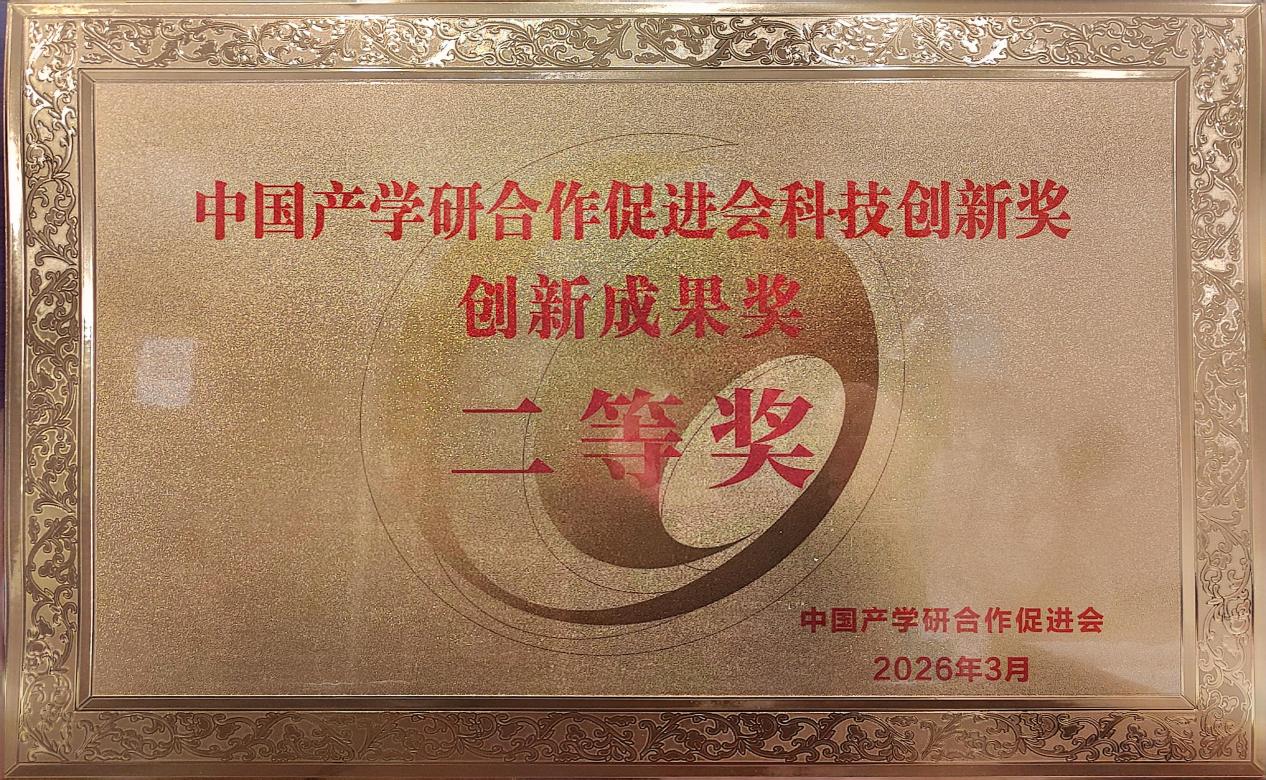 中国产学研合作促进会科技创新奖
创新成果奖
二等奖
中国产学研合作促进会
2026年3月